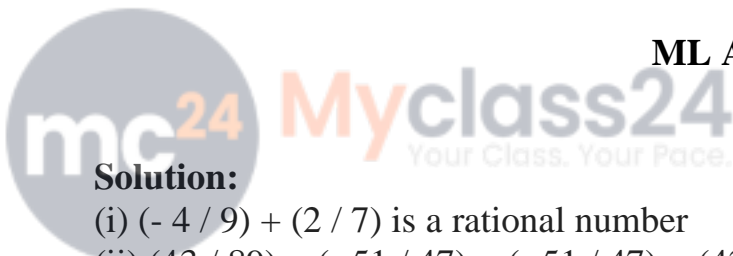 ML
mc24 Myclass24
Your Class. Your Pace.
Solution:
(i) (- 4 / 9) + (2 / 7) is a rational number